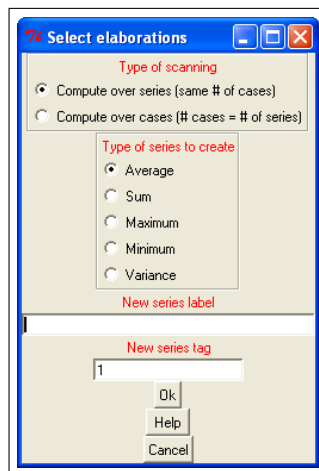 Select elaborations
Type of scanning
Compute over series (same # of cases)
Compute over cases (# cases = # of series)
Type of series to create
Average
Sum
Maximum
Minimum
Variance
New series label
New series tag
1
Ok
Help
Cancel